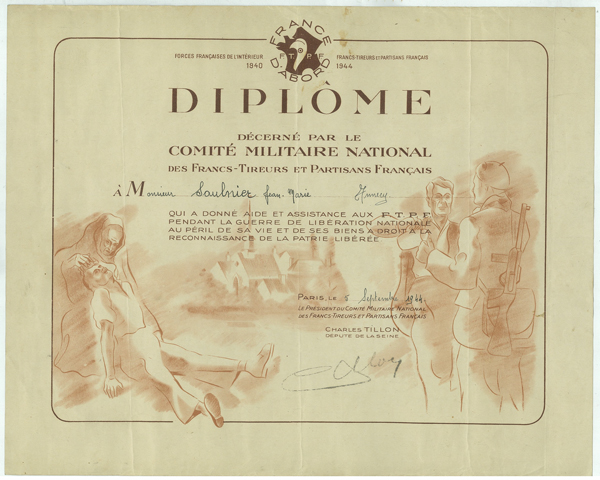 FRANCE
D'ABORD
F T P F
FORCES FRANÇAISES DE L'INTÉRIEUR
FRANCS-TIREURS ET PARTISANS FRANÇAIS
1940
1944
DIPLÔME
DÉCERNÉ PAR LE
COMITÉ MILITAIRE NATIONAL
DES FRANCS-TIREURS ET PARTISANS FRANÇAIS
À Monsieur Saulnier Jean Marie
QUI A DONNÉ AIDE ET ASSISTANCE AUX F.T.P.F
PENDANT LA GUERRE DE LIBÉRATION NATIONALE
AU PÉRIL DE SA VIE ET DE SES BIENS A DROIT A LA
RECONNAISSANCE DE LA PATRIE LIBÉRÉE
PARIS, LE 5 Septembre 1944
LE PRÉSIDENT DU COMITÉ MILITAIRE NATIONAL
DES FRANCS-TIREURS ET PARTISANS FRANÇAIS
CHARLES TILLON
DÉPUTÉ DE LA SEINE